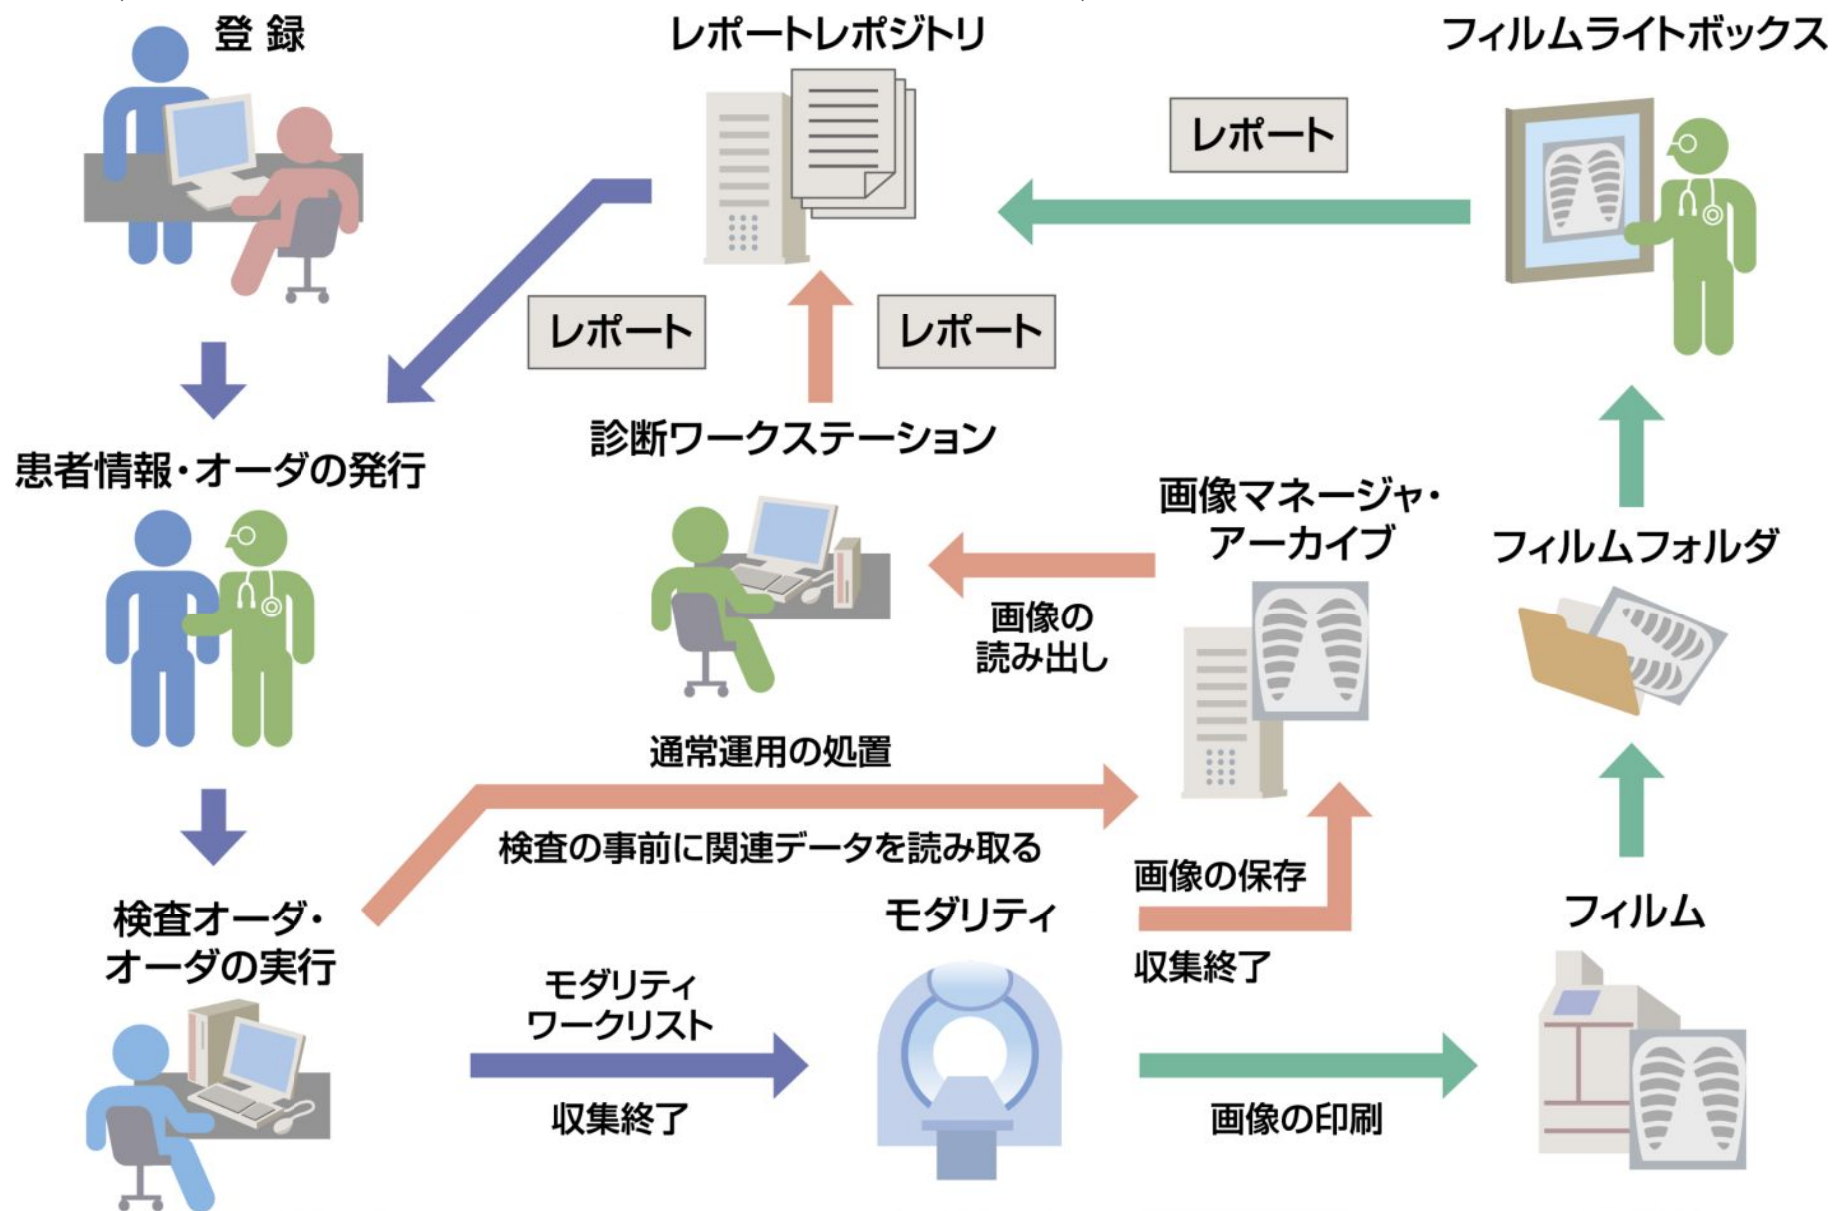 登 録
レポートレポジトリ
フィルムライトボックス
レポート
レポート
レポート
診断ワークステーション
患者情報・オーダの発行
画像マネージャ・
アーカイブ
フィルムフォルダ
画像の
読み出し
通常運用の処置
検査の事前に関連データを読み取る
画像の保存
収集終了
検査オーダ・
オーダの実行
モダリティ
フィルム
モダリティ
ワークリスト
収集終了
画像の印刷